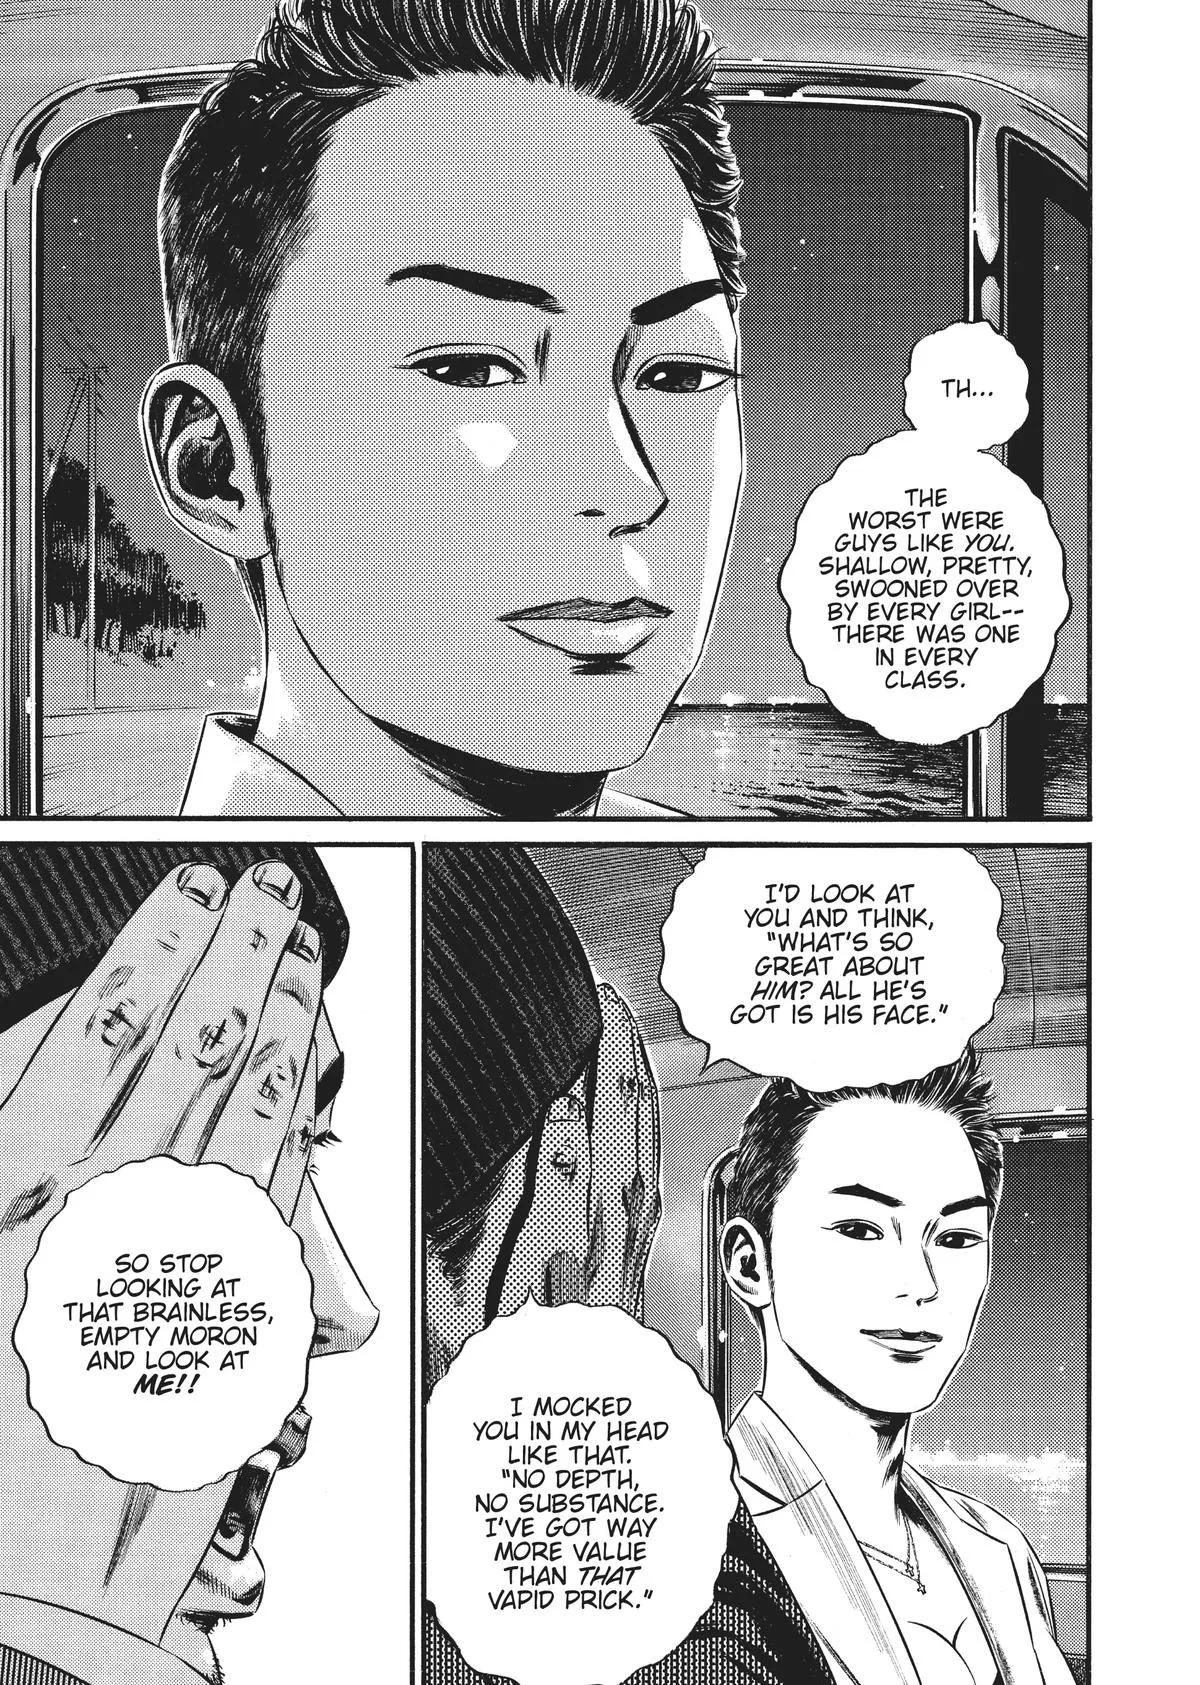 TH...
THE
WORST WERE
GUYS LIKE YOU.
SHALLOW, PRETTY,
SWOONED OVER
BY EVERY GIRL--
THERE WAS ONE
IN EVERY
CLASS.
I'D LOOK AT
YOU AND THINK,
"WHAT'S SO
GREAT ABOUT
HIM? ALL HE'S
GOT IS HIS FACE."
I MOCKED
YOU IN MY HEAD
LIKE THAT.
"NO DEPTH,
NO SUBSTANCE.
I'VE GOT WAY
MORE VALUE
THAN THAT
VAPID PRICK."
SO STOP
LOOKING AT
THAT BRAINLESS,
EMPTY MORON
AND LOOK AT
ME!!